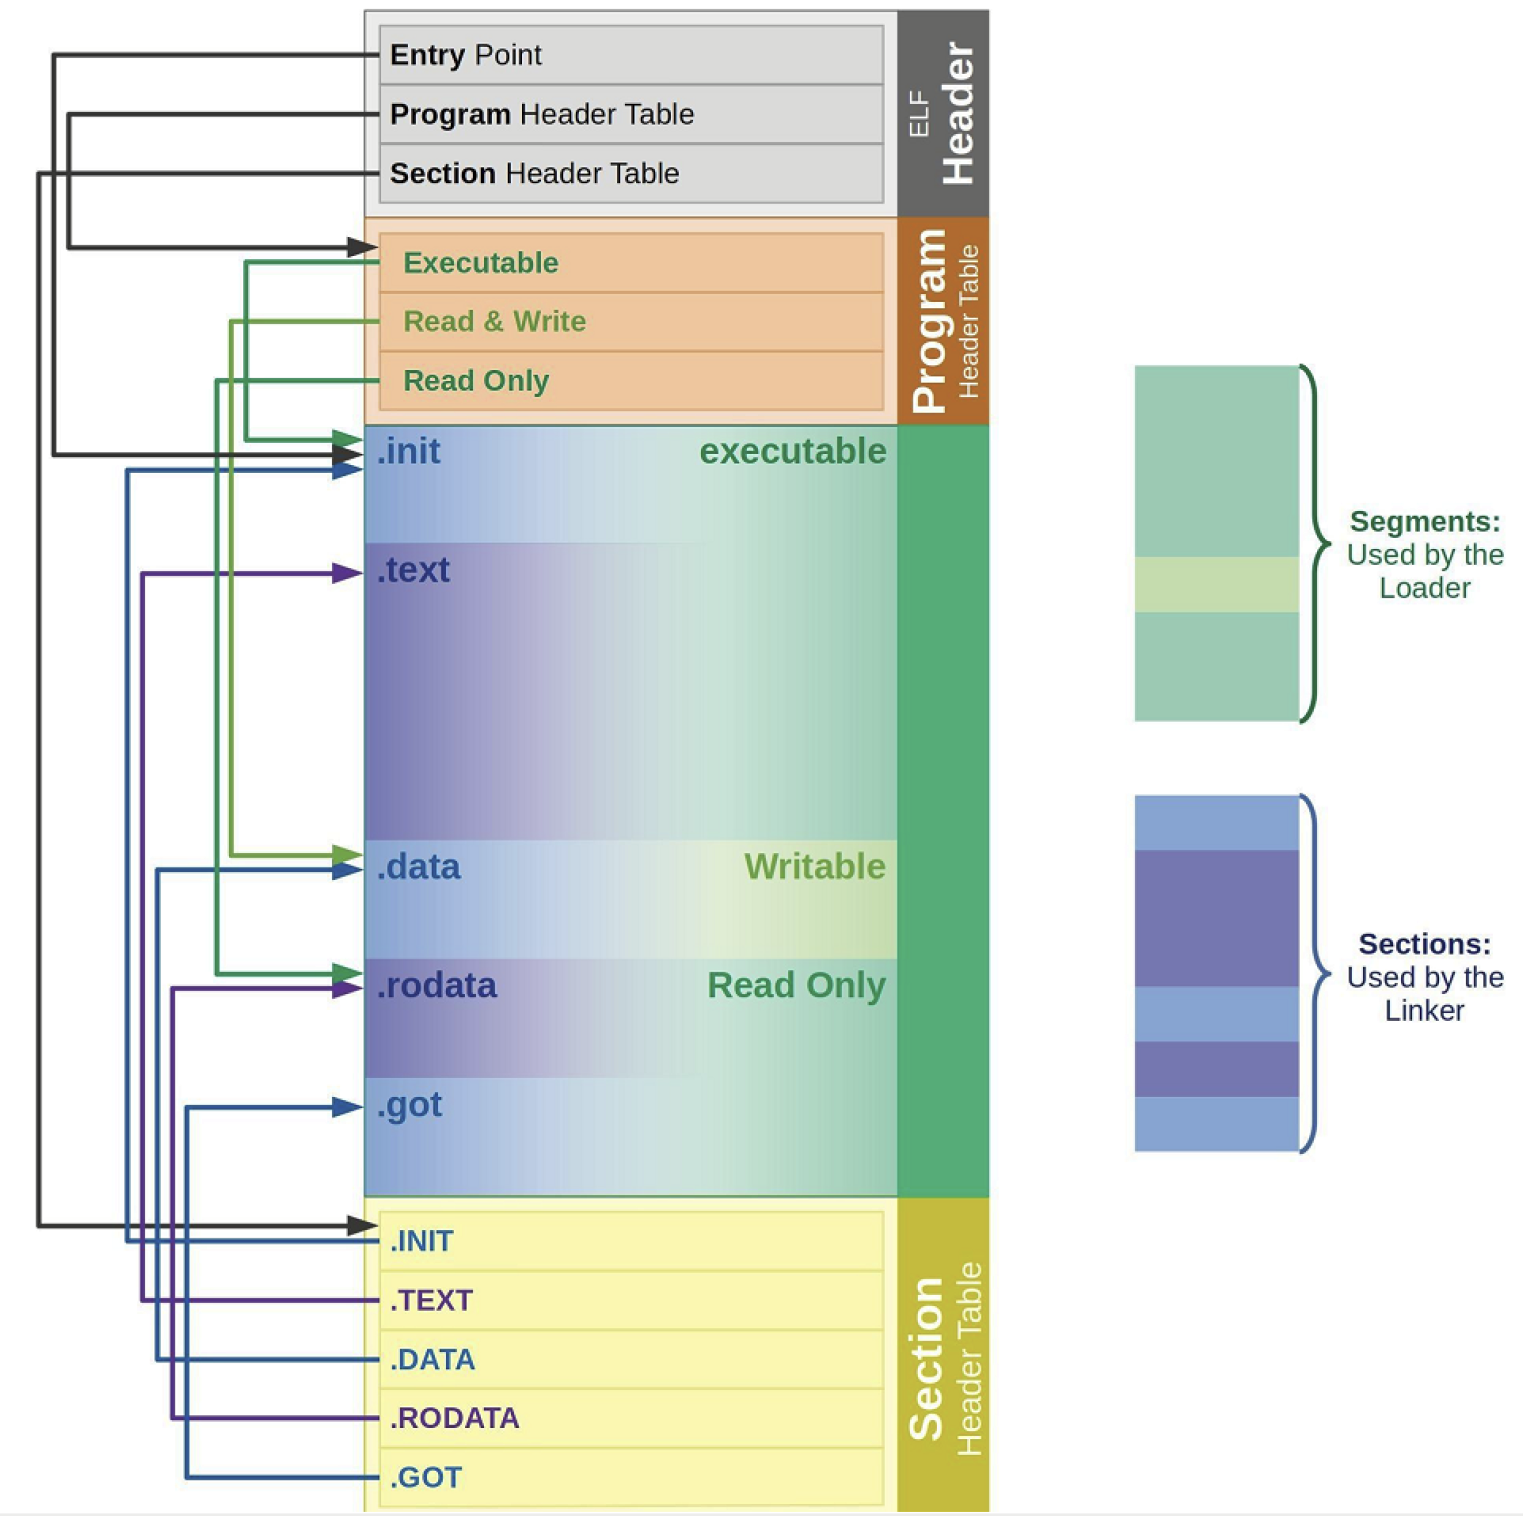 Entry Point
Program Header Table
Section Header Table
ELF
Header
Executable
Read & Write
Read Only
Program
Header Table
.init
executable
.text
.data
Writable
.rodata
Read Only
.got
.INIT
.TEXT
.DATA
.RODATA
.GOT
Section
Header Table
Segments:
Used by the
Loader
Sections:
Used by the
Linker